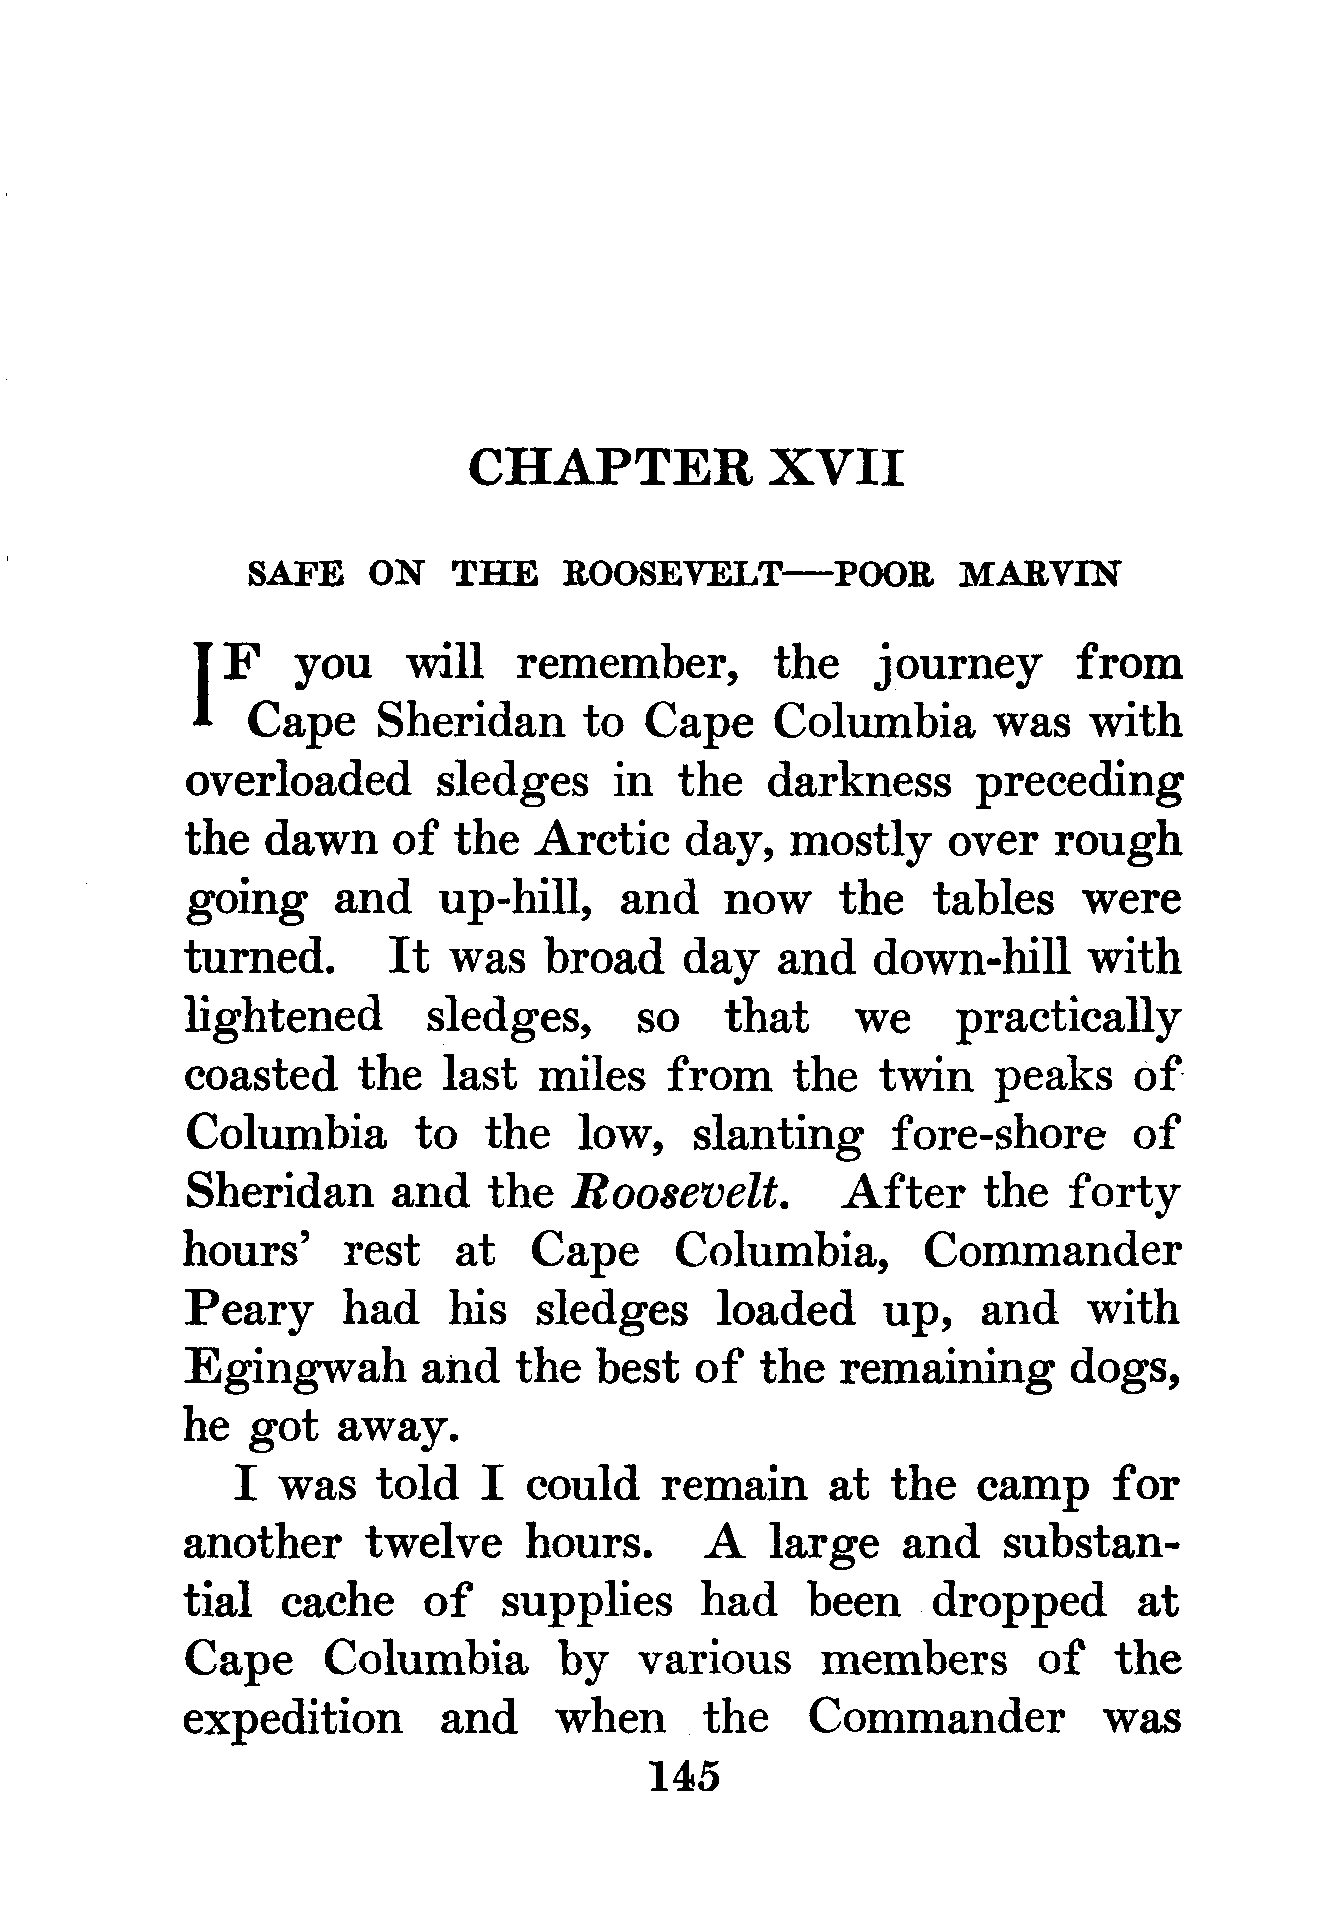 CHAPTER XVII
SAFE ON THE ROOSEVELT—POOR MARVIN
IF you will remember, the journey from
Cape Sheridan to Cape Columbia was with
overloaded sledges in the darkness preceding
the dawn of the Arctic day, mostly over rough
going and up-hill, and now the tables were
turned. It was broad day and down-hill with
lightened sledges, so that we practically
coasted the last miles from the twin peaks of
Columbia to the low, slanting fore-shore of
Sheridan and the Roosevelt. After the forty
hours’ rest at Cape Columbia, Commander
Peary had his sledges loaded up, and with
Egingwah and the best of the remaining dogs,
he got away.
I was told I could remain at the camp for
another twelve hours. A large and substan-
tial cache of supplies had been dropped at
Cape Columbia by various members of the
expedition and when the Commander was
145